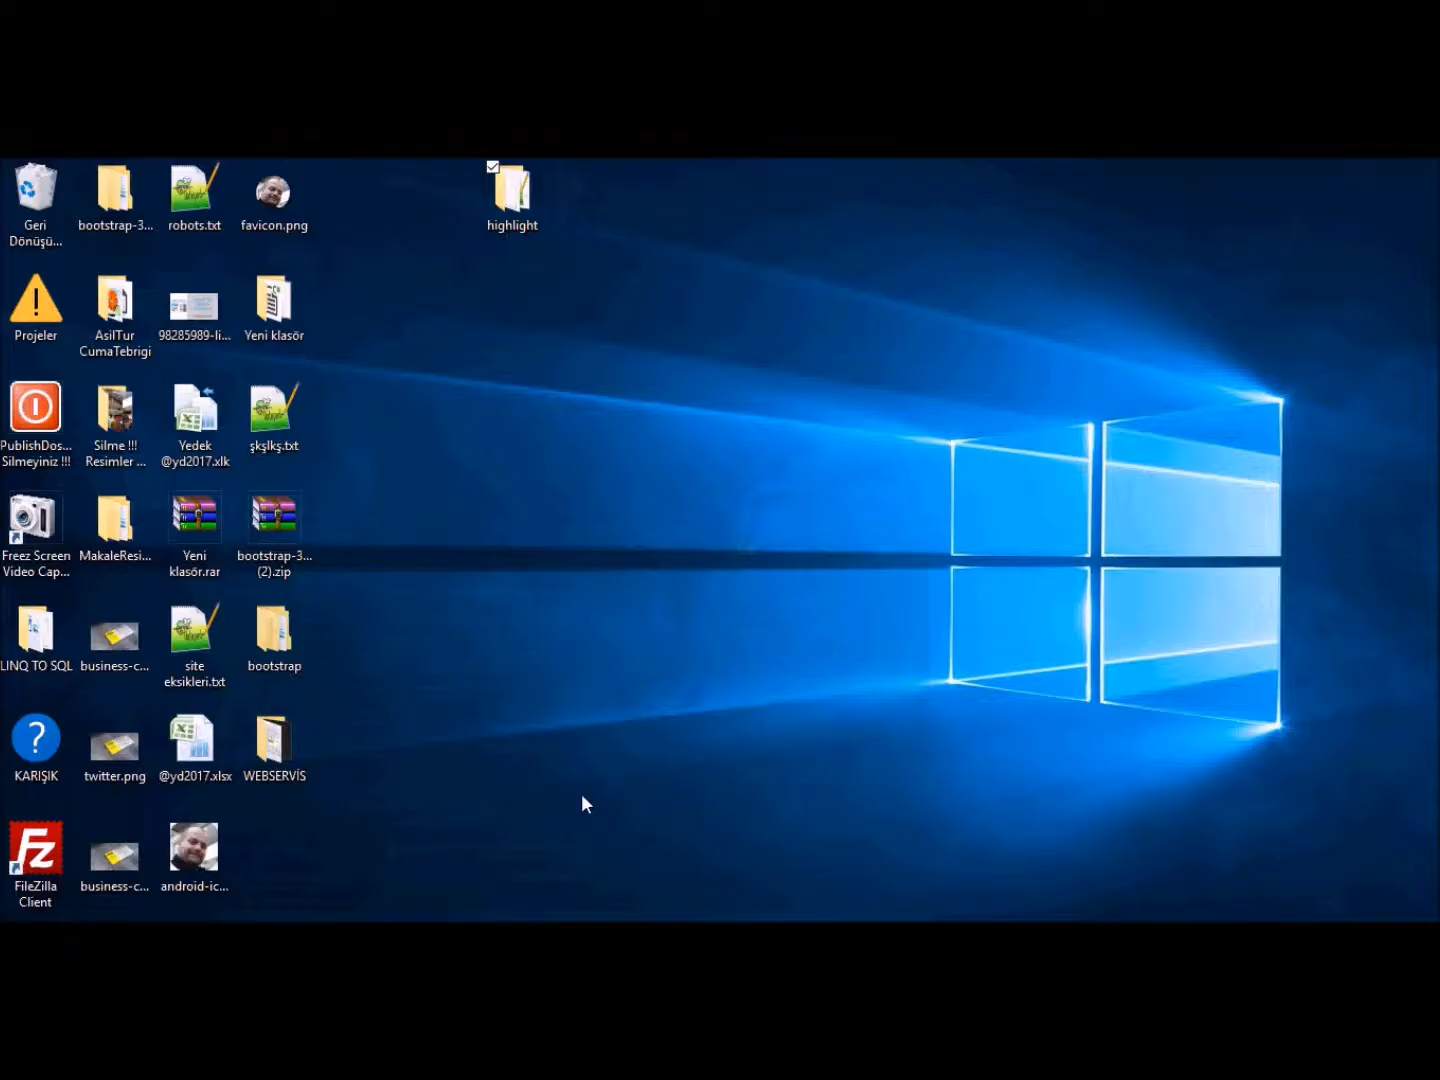 Geri
Dönüşü...
bootstrap-3...
robots.txt
favicon.png
highlight
Projeler
AsilTur
CumaTebrigi
98285989-li...
Yeni klasör
PublishDos...
Silmeyiniz !!!
Silme !!!
Resimler ...
Yedek
@yd2017.xlk
şkşlkş.txt
Freez Screen
Video Cap...
MakaleResi...
Yeni
klasör.rar
bootstrap-3...
(2).zip
LINQ TO SQL
business-c...
site
eksikleri.txt
bootstrap
KARIŞIK
twitter.png
@yd2017.xlsx
WEBSERVİS
FileZilla
Client
business-c...
android-ic...